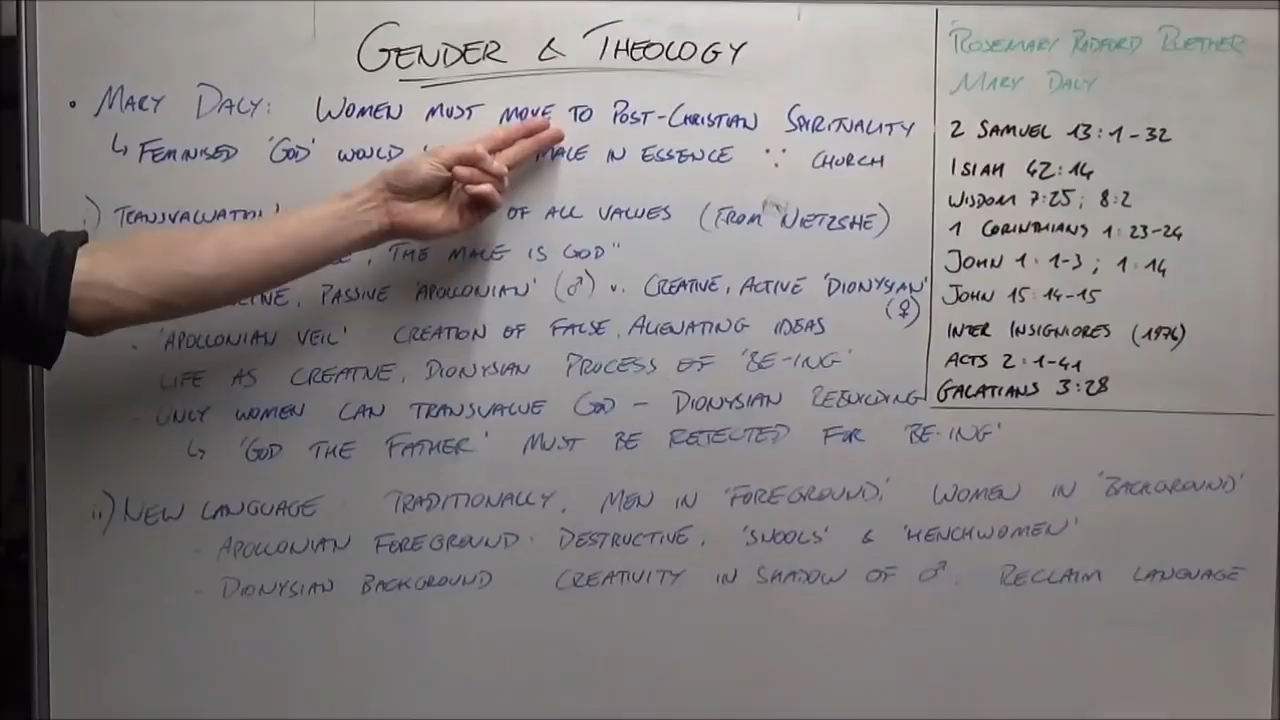 GENDER & THEOLOGY
• MARY DALY: WOMEN MUST MOVE TO POST-CHRISTIAN SPIRITUALITY
↳ FEMINISED 'GOD' WOULD MALE IN ESSENCE ∵ CHURCH
i) OF ALL VALUES (FROM NIETZSHE)
, THE MALE IS GOD"
, PASSIVE 'APOLLONIAN' (♂) v. CREATIVE, ACTIVE 'DIONYSIAN' (♀)
- 'APOLLONIAN VEIL' CREATION OF FALSE, ALIENATING IDEAS
LIFE AS CREATIVE, DIONYSIAN PROCESS OF 'BE-ING'
- ONLY WOMEN CAN TRANSVALUE GOD – DIONYSIAN REBUILDING
↳ 'GOD THE FATHER' MUST BE REJECTED FOR 'BE-ING'
ii) NEW LANGUAGE TRADITIONALLY, MEN IN 'FOREGROUND', WOMEN IN 'BACKGROUND'
- APOLLONIAN FOREGROUND: DESTRUCTIVE, 'SNOOLS' & 'HENCHWOMEN'
- DIONYSIAN BACKGROUND CREATIVITY IN SHADOW OF ♂. RECLAIM LANGUAGE
ROSEMARY RADFORD RUETHER
MARY DALY
2 SAMUEL 13:1-32
ISIAH 42:14
WISDOM 7:25; 8:2
1 CORINTHIANS 1:23-24
JOHN 1:1-3; 1:14
JOHN 15:14-15
INTER INSIGNIORES (1976)
ACTS 2:1-41
GALATIANS 3:28